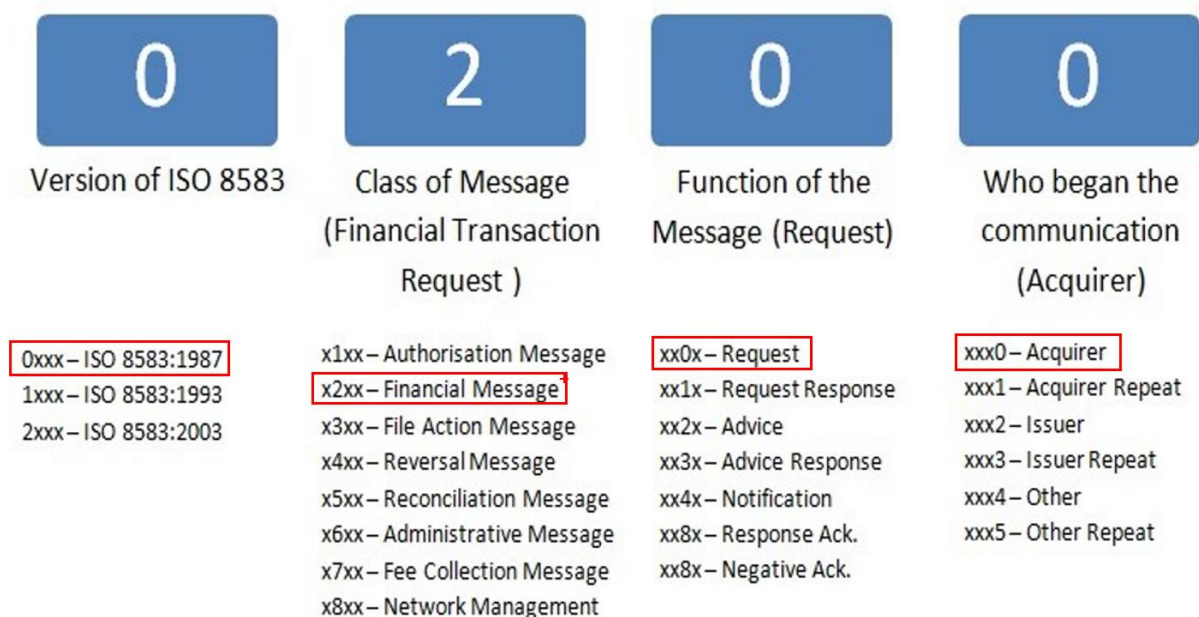 0
Version of ISO 8583
0xxx – ISO 8583:1987
1xxx – ISO 8583:1993
2xxx – ISO 8583:2003
2
Class of Message
(Financial Transaction
Request )
x1xx – Authorisation Message
x2xx – Financial Message
x3xx – File Action Message
x4xx – Reversal Message
x5xx – Reconciliation Message
x6xx – Administrative Message
x7xx – Fee Collection Message
x8xx – Network Management
0
Function of the
Message (Request)
xx0x – Request
xx1x – Request Response
xx2x – Advice
xx3x – Advice Response
xx4x – Notification
xx8x – Response Ack.
xx8x – Negative Ack.
0
Who began the
communication
(Acquirer)
xxx0 – Acquirer
xxx1 – Acquirer Repeat
xxx2 – Issuer
xxx3 – Issuer Repeat
xxx4 – Other
xxx5 – Other Repeat